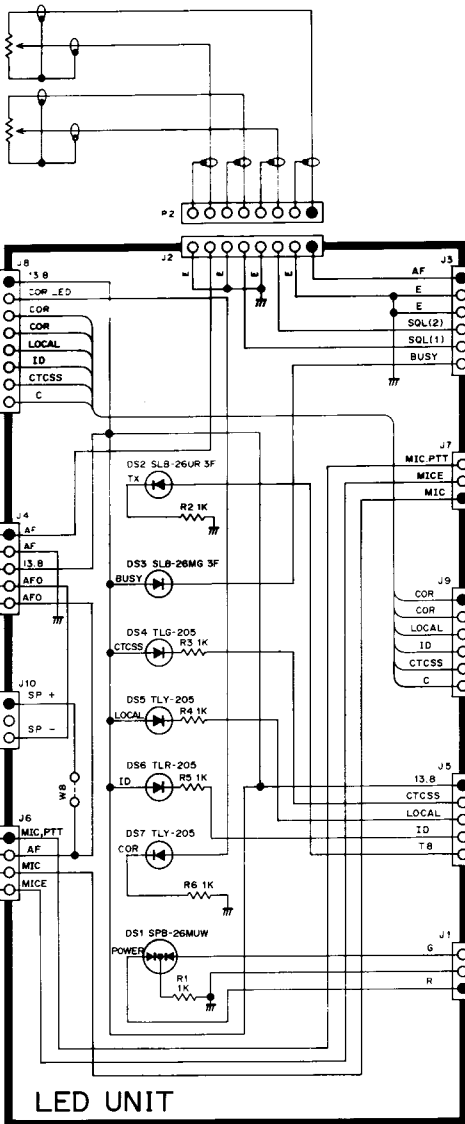 P2
J2
E
E
E
E
J8
13.8
COR LED
COR
COR
LOCAL
ID
CTCSS
C
J3
AF
E
E
SQL(2)
SQL(1)
BUSY
J7
MIC,PTT
MICE
MIC
DS2 SLB-26UR 3F
TX
R2 1K
J4
AF
AF
13.8
AFO
AFO
DS3 SLB-26MG 3F
BUSY
DS4 TLG-205
CTCSS
R3 1K
J9
COR
COR
LOCAL
ID
CTCSS
C
J10
SP +
SP -
DS5 TLY-205
LOCAL
R4 1K
DS6 TLR-205
ID
R5 1K
W8
J5
13.8
CTCSS
LOCAL
ID
T8
J6
MIC,PTT
AF
MIC
MICE
DS7 TLY-205
COR
R6 1K
DS1 SPB-26MUW
POWER
R1
1K
J1
G
R
LED UNIT